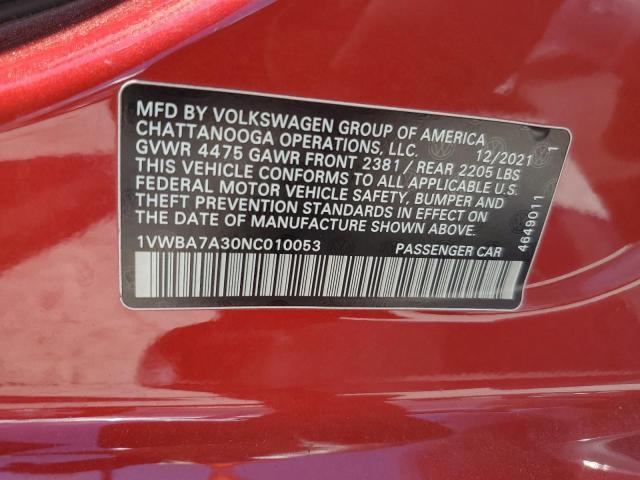 MFD BY VOLKSWAGEN GROUP OF AMERICA
CHATTANOOGA OPERATIONS, LLC. 12/2021 1
GVWR 4475 GAWR FRONT 2381/ REAR 2205 LBS
THIS VEHICLE CONFORMS TO ALL APPLICABLE U.S.
FEDERAL MOTOR VEHICLE SAFETY, BUMPER AND
THEFT PREVENTION STANDARDS IN EFFECT ON
THE DATE OF MANUFACTURE SHOWN ABOVE.
1VWBA7A30NC010053 PASSENGER CAR
4649011